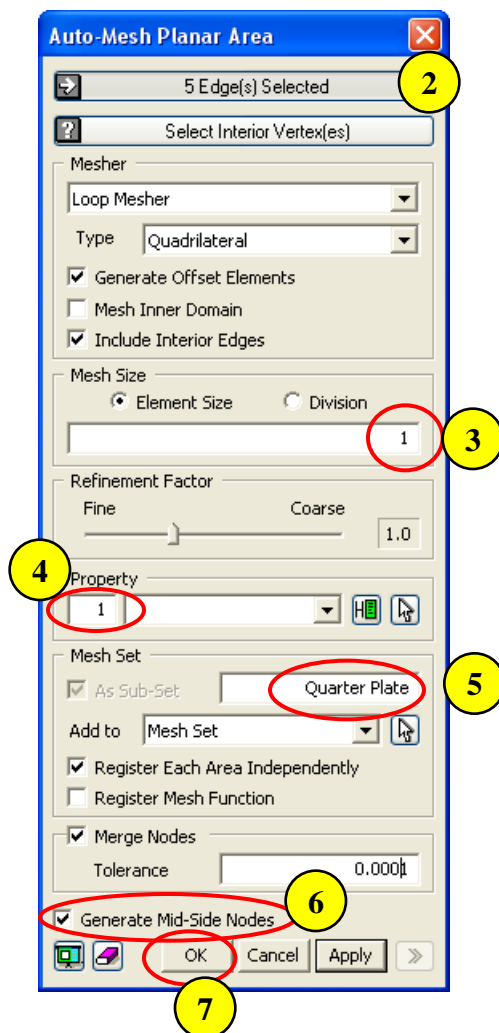 Auto-Mesh Planar Area
5 Edge(s) Selected
2
Select Interior Vertex(es)
Mesher
Loop Mesher
Type Quadrilateral
Generate Offset Elements
Mesh Inner Domain
Include Interior Edges
Mesh Size
Element Size Division
1
3
Refinement Factor
Fine Coarse
1.0
4
Property
1
Mesh Set
As Sub-Set Quarter Plate
5
Add to Mesh Set
Register Each Area Independently
Register Mesh Function
Merge Nodes
Tolerance 0.0001
6
Generate Mid-Side Nodes
OK Cancel Apply
7